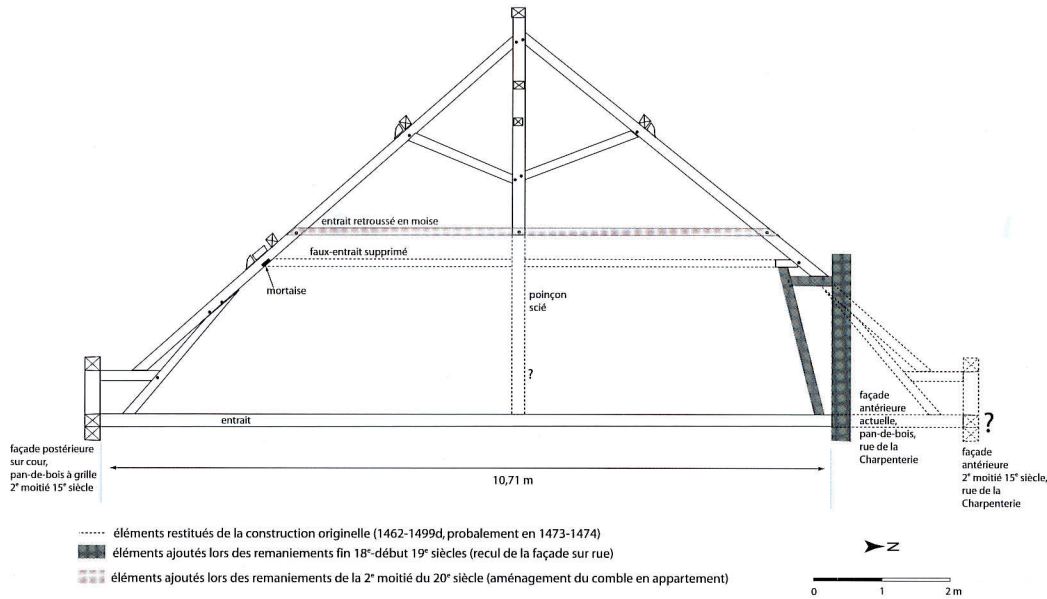 entrait retroussé en moise
faux-entrait supprimé
mortaise
poinçon
scié
?
entrait
façade
antérieure
actuelle,
pan-de-bois,
rue de la
Charpenterie
?
façade postérieure
sur cour,
pan-de-bois à grille
2e moitié 15e siècle
façade
antérieure
2e moitié 15e siècle,
rue de la
Charpenterie
10,71 m
éléments restitués de la construction originelle (1462-1499d, probalement en 1473-1474)
éléments ajoutés lors des remaniements fin 18e-début 19e siècles (recul de la façade sur rue)
éléments ajoutés lors des remaniements de la 2e moitié du 20e siècle (aménagement du comble en appartement)
N
0 1 2 m